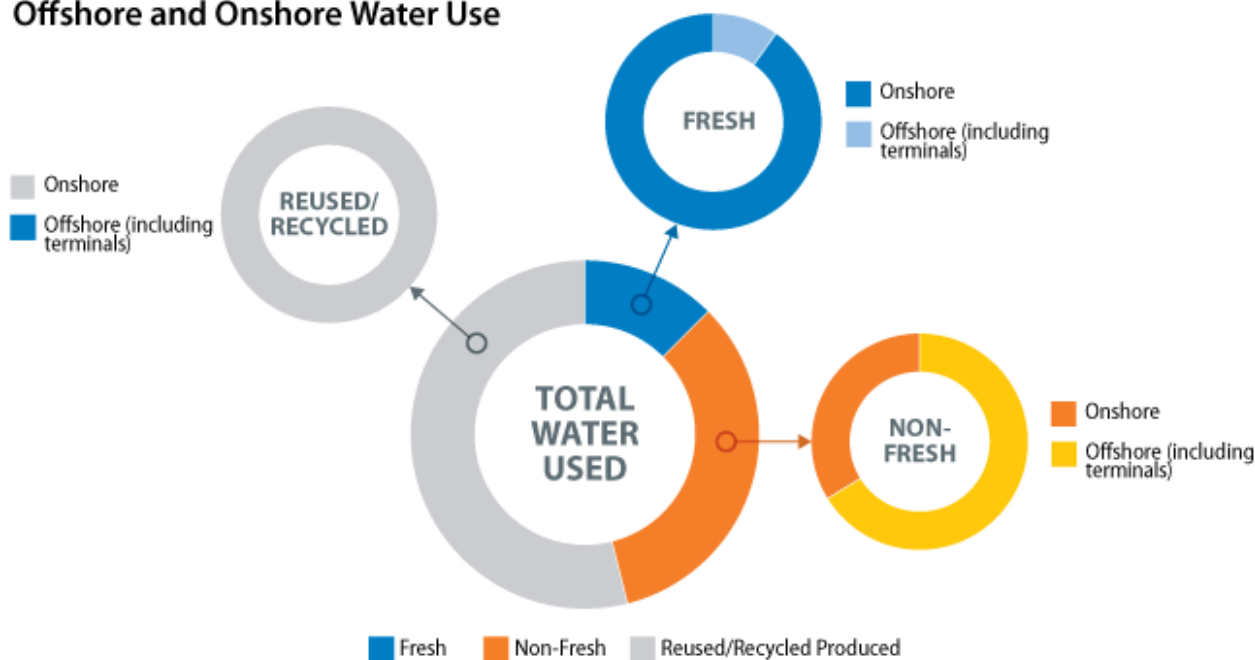 Offshore and Onshore Water Use
Onshore
Offshore (including
terminals)
REUSED/
RECYCLED
FRESH
Onshore
Offshore (including
terminals)
TOTAL
WATER
USED
NON-
FRESH
Onshore
Offshore (including
terminals)
Fresh
Non-Fresh
Reused/Recycled Produced